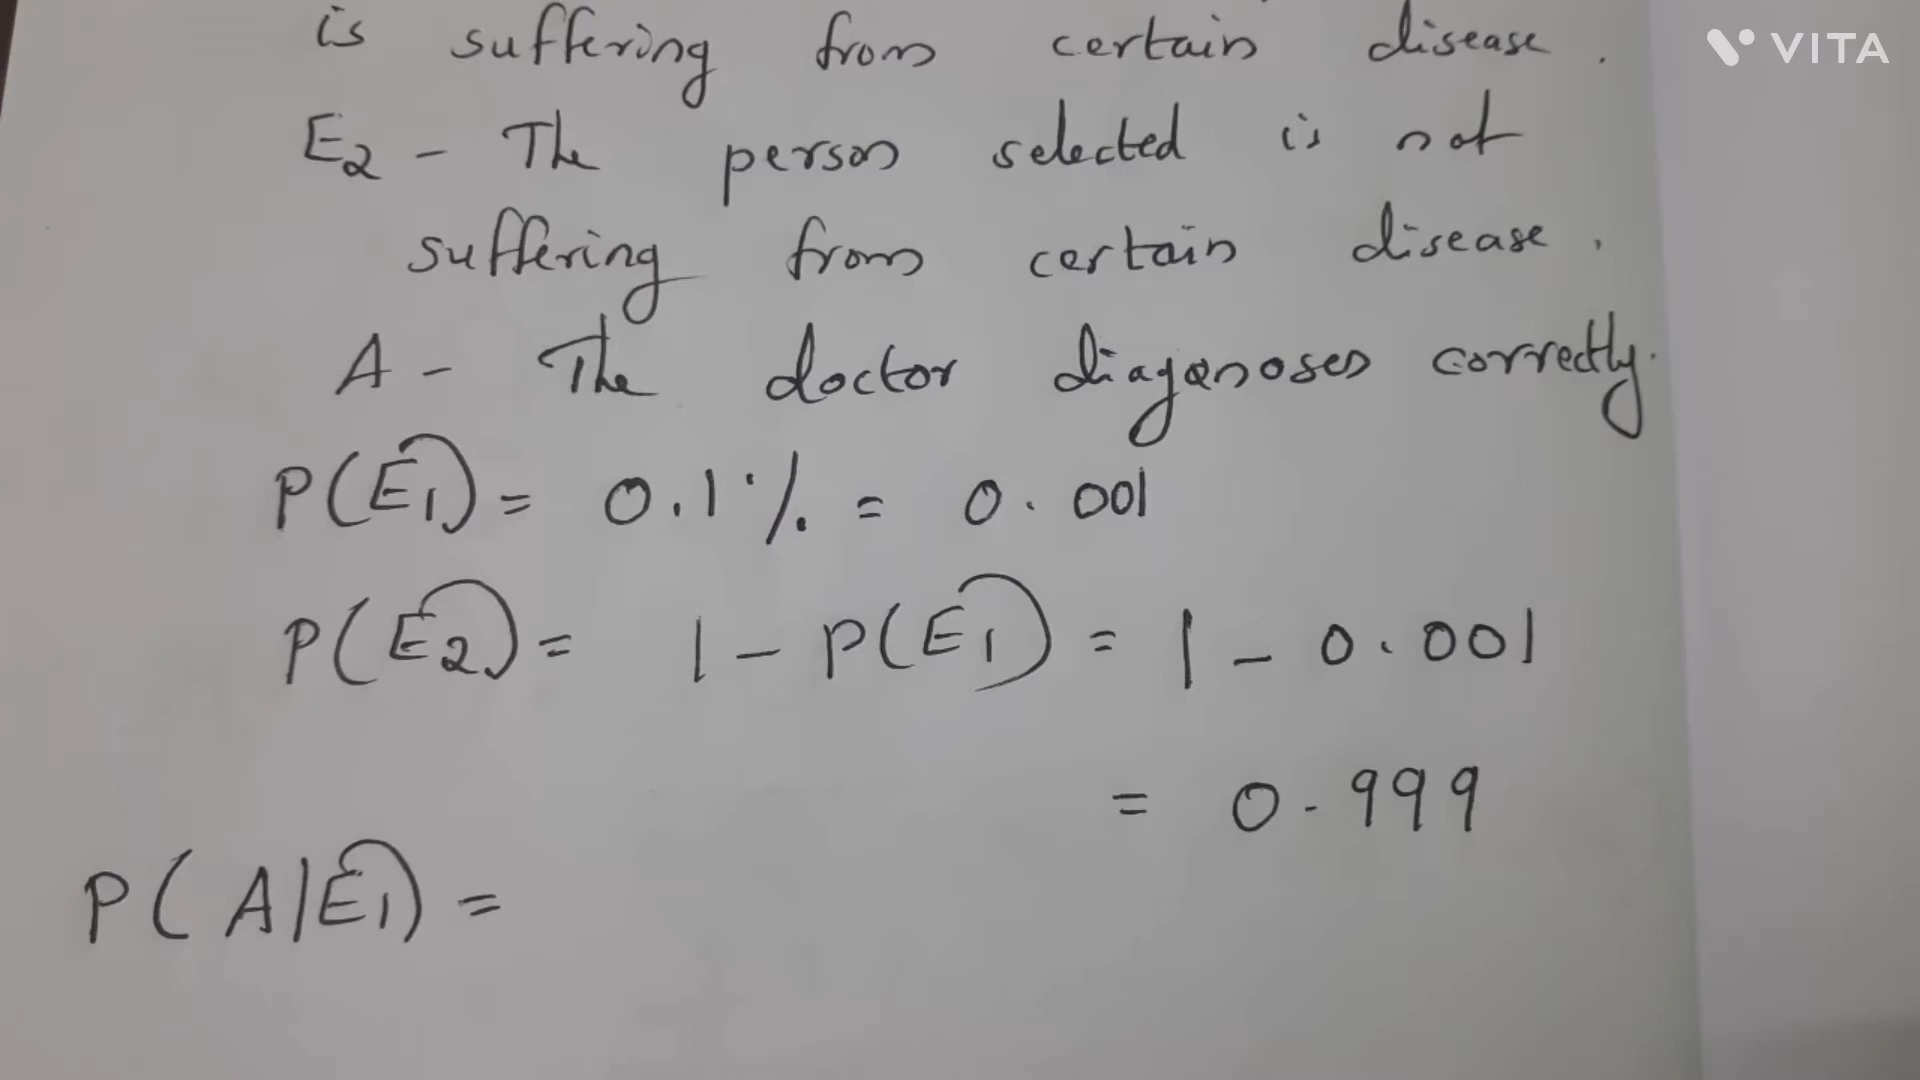 is suffering from certain disease.
VITA
E2 - The person selected is not
suffering from certain disease.
A - The doctor diaganoses correctly.
P(E1) = 0.1% = 0.001
P(E2) = 1 - P(E1) = 1 - 0.001
= 0.999
P(A|E1) =